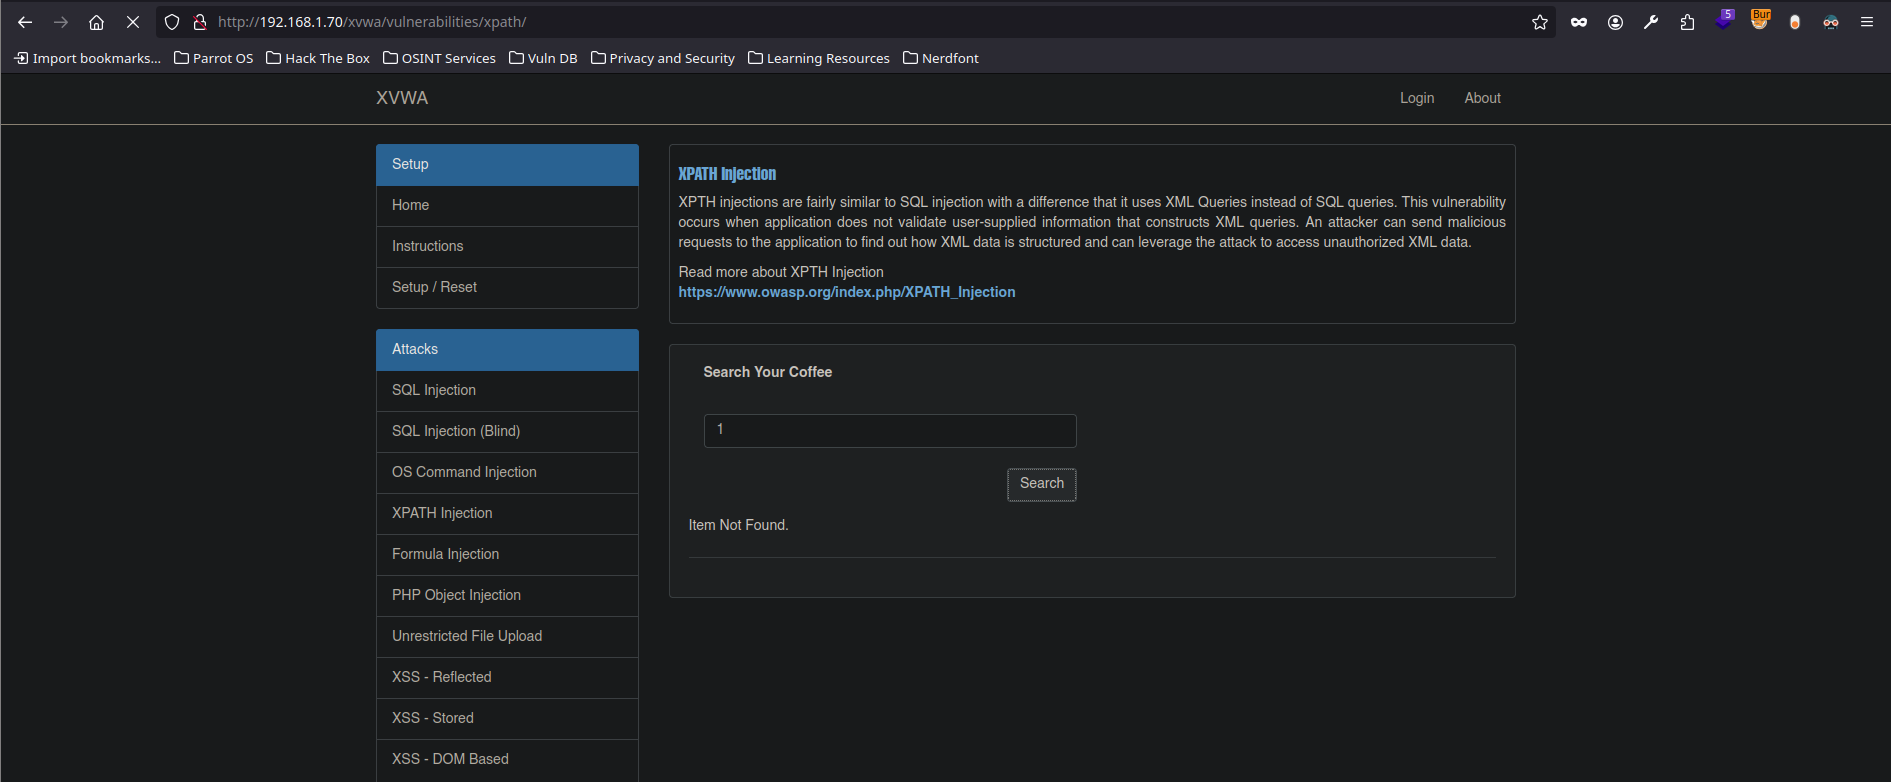 http://192.168.1.70/xvwa/vulnerabilities/xpath/
5
Bur
Import bookmarks...
Parrot OS
Hack The Box
OSINT Services
Vuln DB
Privacy and Security
Learning Resources
Nerdfont
XVWA
Login
About
Setup
Home
Instructions
Setup / Reset
Attacks
SQL Injection
SQL Injection (Blind)
OS Command Injection
XPATH Injection
Formula Injection
PHP Object Injection
Unrestricted File Upload
XSS - Reflected
XSS - Stored
XSS - DOM Based
XPATH Injection
XPTH injections are fairly similar to SQL injection with a difference that it uses XML Queries instead of SQL queries. This vulnerability
occurs when application does not validate user-supplied information that constructs XML queries. An attacker can send malicious
requests to the application to find out how XML data is structured and can leverage the attack to access unauthorized XML data.
Read more about XPTH Injection
https://www.owasp.org/index.php/XPATH_Injection
Search Your Coffee
1
Search
Item Not Found.